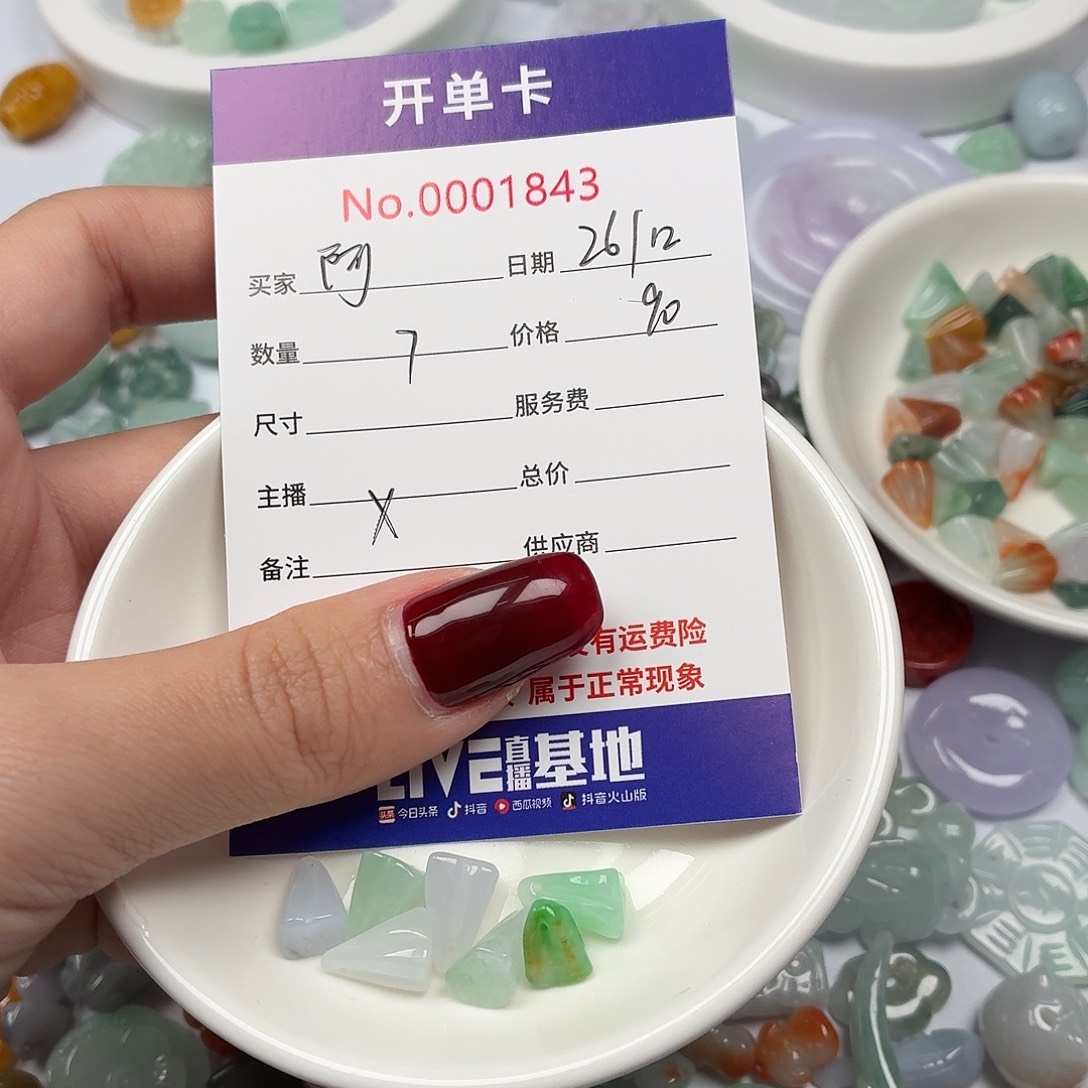 开单卡
No.0001843
买家 阿 日期 26/12
数量 7 价格 90
尺寸 服务费
主播 X 总价
备注 供应商
有运费险
属于正常现象
LIVE直播基地
头条 今日头条 抖音 西瓜视频 抖音火山版